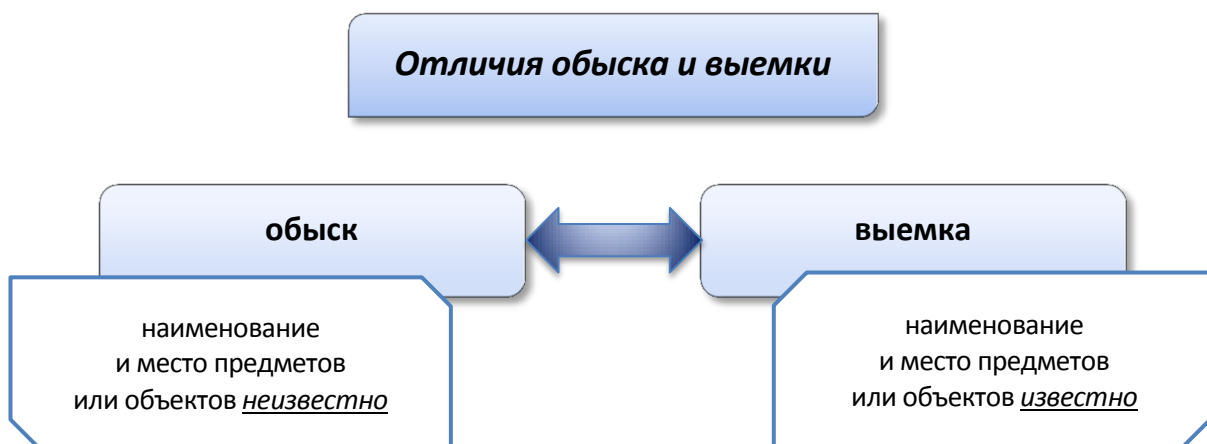 Отличия обыска и выемки
обыск
выемка
наименование
и место предметов
или объектов неизвестно
наименование
и место предметов
или объектов известно